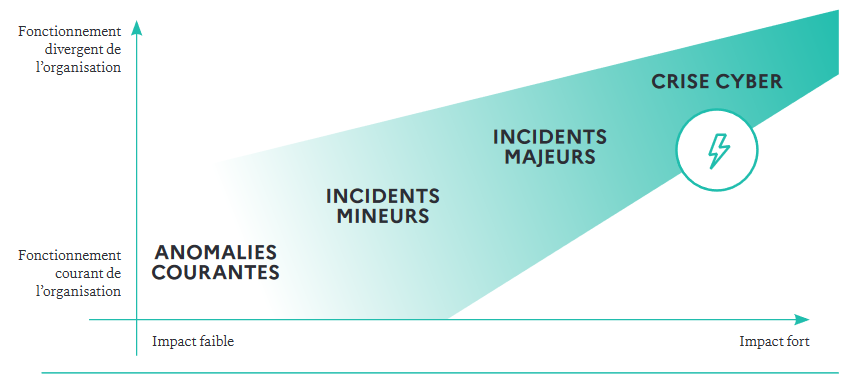 Fonctionnement
divergent de
l’organisation
CRISE CYBER
INCIDENTS
MAJEURS
INCIDENTS
MINEURS
ANOMALIES
COURANTES
Fonctionnement
courant de
l’organisation
Impact faible
Impact fort